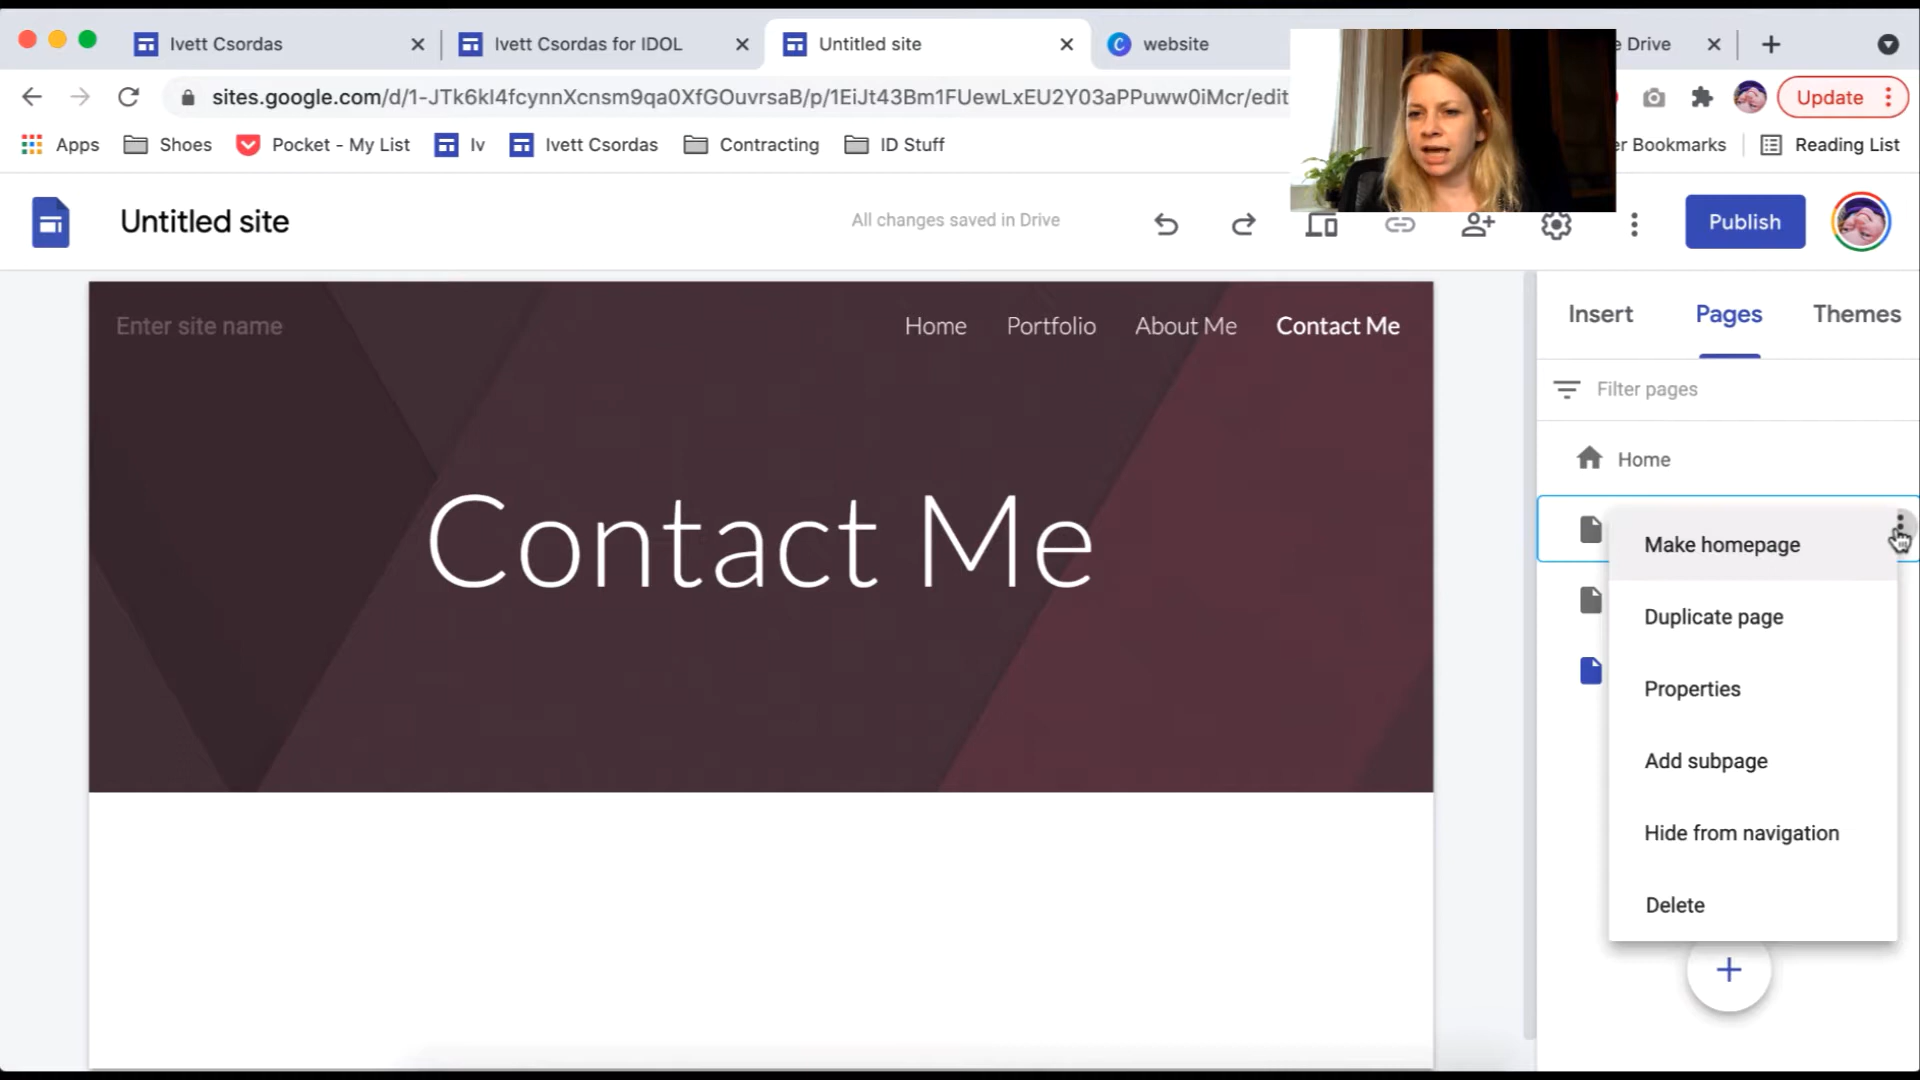 Ivett Csordas
Ivett Csordas for IDOL
Untitled site
website
Drive
sites.google.com/d/1-JTk6kI4fcynnXcnsm9qa0XfGOuvrsaB/p/1EiJt43Bm1FUewLxEU2Y03aPPuww0iMcr/edit
Update
Apps
Shoes
Pocket - My List
Iv
Ivett Csordas
Contracting
ID Stuff
Bookmarks
Reading List
Untitled site
All changes saved in Drive
Publish
Enter site name
Home
Portfolio
About Me
Contact Me
Contact Me
Insert
Pages
Themes
Filter pages
Home
Make homepage
Duplicate page
Properties
Add subpage
Hide from navigation
Delete